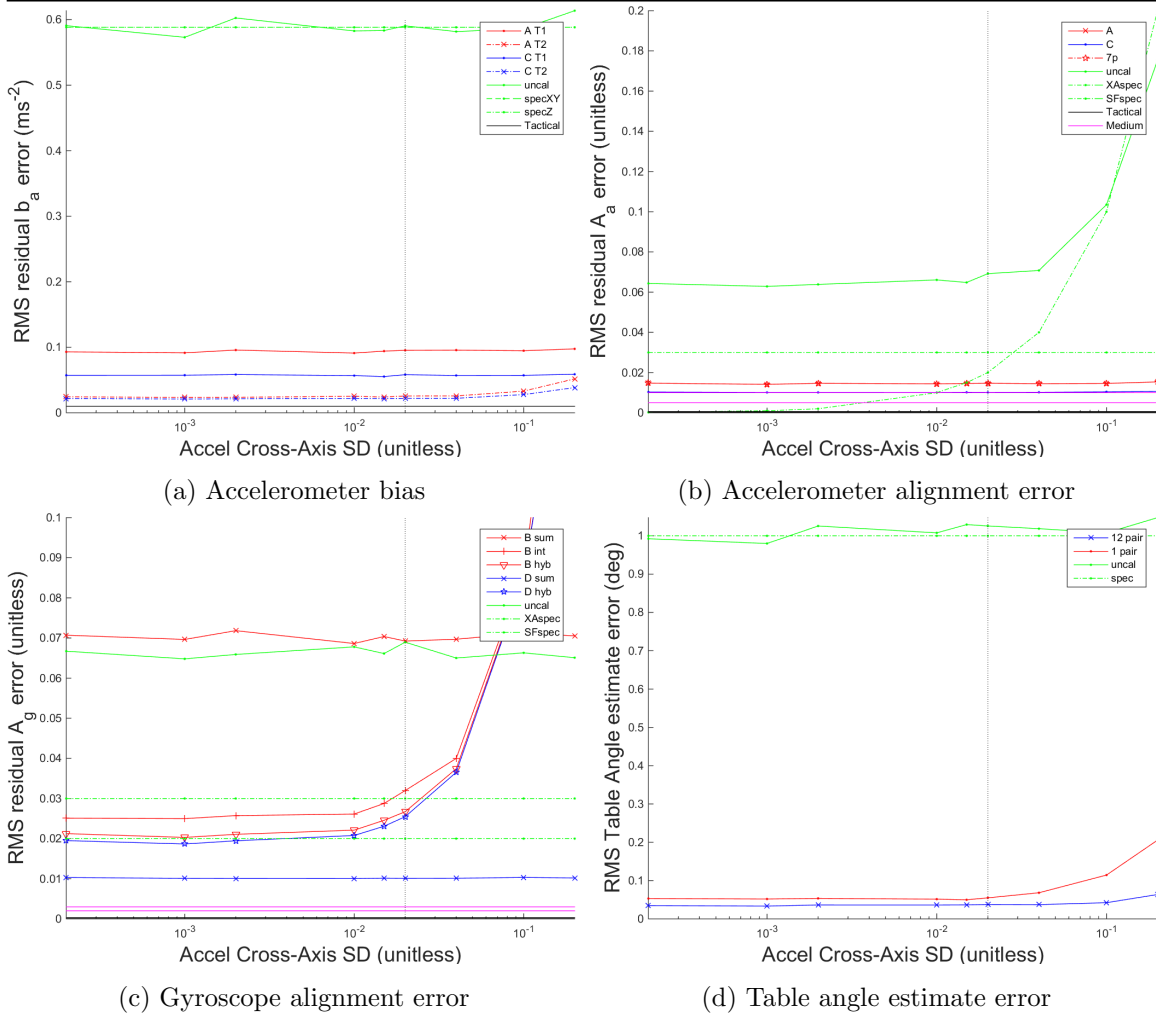 0.6
0.5
0.4
0.3
0.2
0.1
0
10-3
10-2
10-1
RMS residual b_a error (ms-2)
Accel Cross-Axis SD (unitless)
A T1
A T2
C T1
C T2
uncal
specXY
specZ
Tactical
(a) Accelerometer bias
0.2
0.18
0.16
0.14
0.12
0.1
0.08
0.06
0.04
0.02
0
10-3
10-2
10-1
RMS residual A_a error (unitless)
Accel Cross-Axis SD (unitless)
A
C
7p
uncal
XAspec
SFspec
Tactical
Medium
(b) Accelerometer alignment error
0.1
0.09
0.08
0.07
0.06
0.05
0.04
0.03
0.02
0.01
0
10-3
10-2
10-1
RMS residual A_g error (unitless)
Accel Cross-Axis SD (unitless)
B sum
B int
B hyb
D sum
D hyb
uncal
XAspec
SFspec
(c) Gyroscope alignment error
1
0.9
0.8
0.7
0.6
0.5
0.4
0.3
0.2
0.1
0
10-3
10-2
10-1
RMS Table Angle estimate error (deg)
Accel Cross-Axis SD (unitless)
12 pair
1 pair
uncal
spec
(d) Table angle estimate error